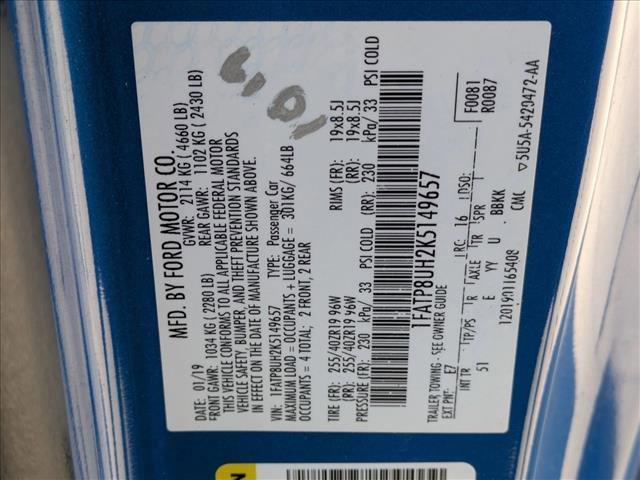 MFD. BY FORD MOTOR CO.
DATE: 01/19 GVWR: 2114 KG ( 4660 LB)
FRONT GAWR: 1034 KG ( 2280 LB) REAR GAWR: 1102 KG ( 2430 LB)
THIS VEHICLE CONFORMS TO ALL APPLICABLE FEDERAL MOTOR
VEHICLE SAFETY, BUMPER, AND THEFT PREVENTION STANDARDS
IN EFFECT ON THE DATE OF MANUFACTURE SHOWN ABOVE.
VIN: 1FATP8UH2K5149657 TYPE: Passenger Car
MAXIMUM LOAD = OCCUPANTS + LUGGAGE = 301KG/ 664LB
OCCUPANTS = 4 TOTAL: 2 FRONT, 2 REAR
TIRE (FR): 255/40ZR19 96W RIMS (FR): 19x8.5J
(RR): 255/40ZR19 96W (RR): 19x8.5J
PRESSURE (FR): 230 kPa/ 33 PSI COLD (RR): 230 kPa/ 33 PSI COLD
1FATP8UH2K5149657
TRAILER TOWING - SEE OWNER GUIDE
EXT PNT: E7 RC: 16 DSO: F0081
INT TR TP/PS R AXLE TR SPR R0087
51 E YY U BBKK
1201901165408 CMC ▽5U5A-5420472-AA
N